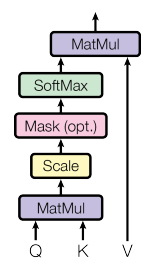 MatMul
SoftMax
Mask (opt.)
Scale
MatMul
Q K V